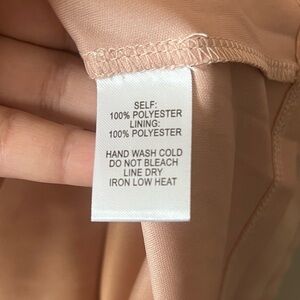 SELF:
100% POLYESTER
LINING:
100% POLYESTER
HAND WASH COLD
DO NOT BLEACH
LINE DRY
IRON LOW HEAT